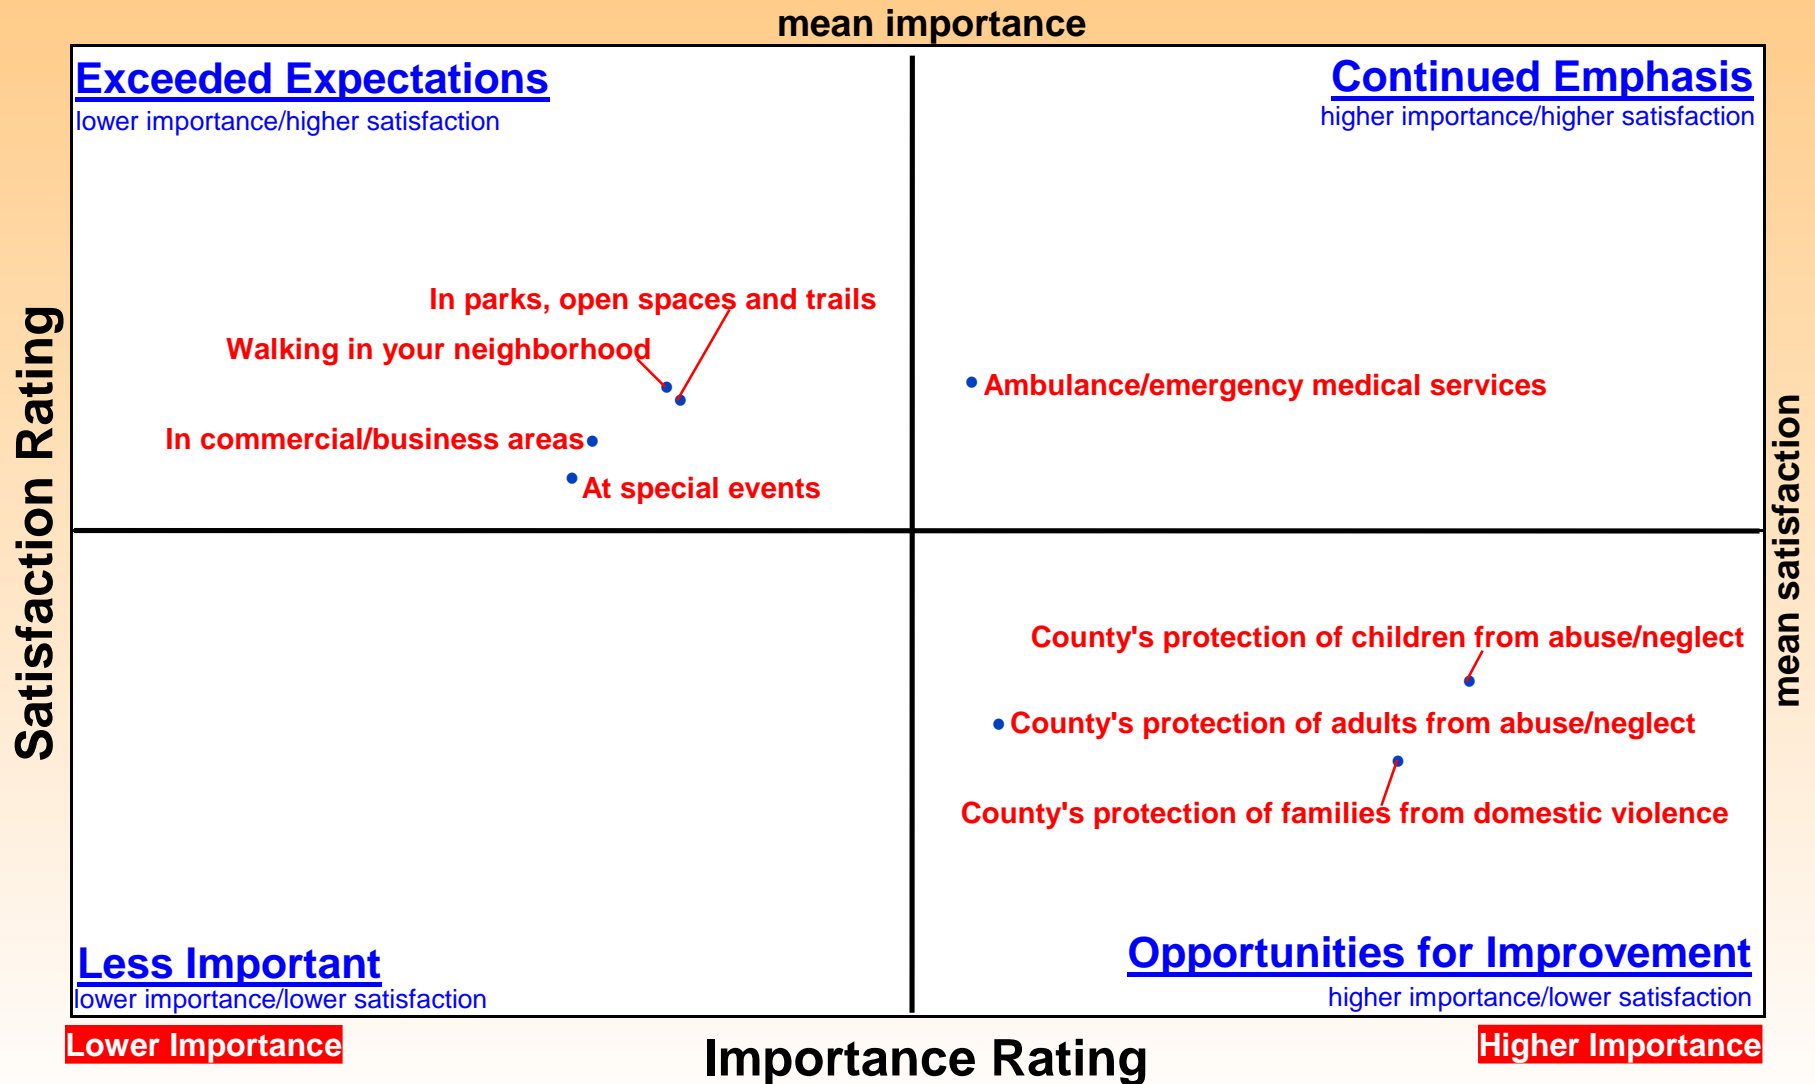 mean importance
Exceeded Expectations
lower importance/higher satisfaction
Continued Emphasis
higher importance/higher satisfaction
In parks, open spaces and trails
Walking in your neighborhood
Ambulance/emergency medical services
In commercial/business areas
At special events
Satisfaction Rating
mean satisfaction
County's protection of children from abuse/neglect
County's protection of adults from abuse/neglect
County's protection of families from domestic violence
Less Important
lower importance/lower satisfaction
Opportunities for Improvement
higher importance/lower satisfaction
Lower Importance
Importance Rating
Higher Importance